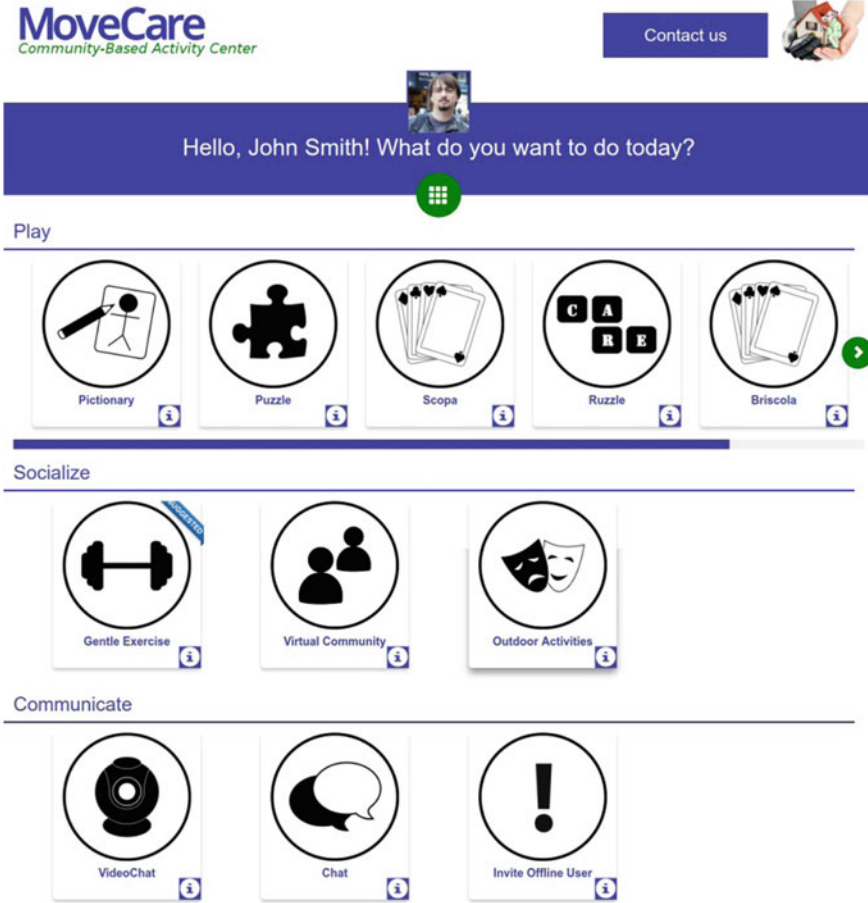 MoveCare
Community-Based Activity Center
Contact us
Hello, John Smith! What do you want to do today?
Play
C A
R E
Pictionary
Puzzle
Scopa
Ruzzle
Briscola
i
i
i
i
i
Socialize
SUGGESTED
Gentle Exercise
Virtual Community
Outdoor Activities
i
i
i
Communicate
VideoChat
Chat
Invite Offline User
i
i
i